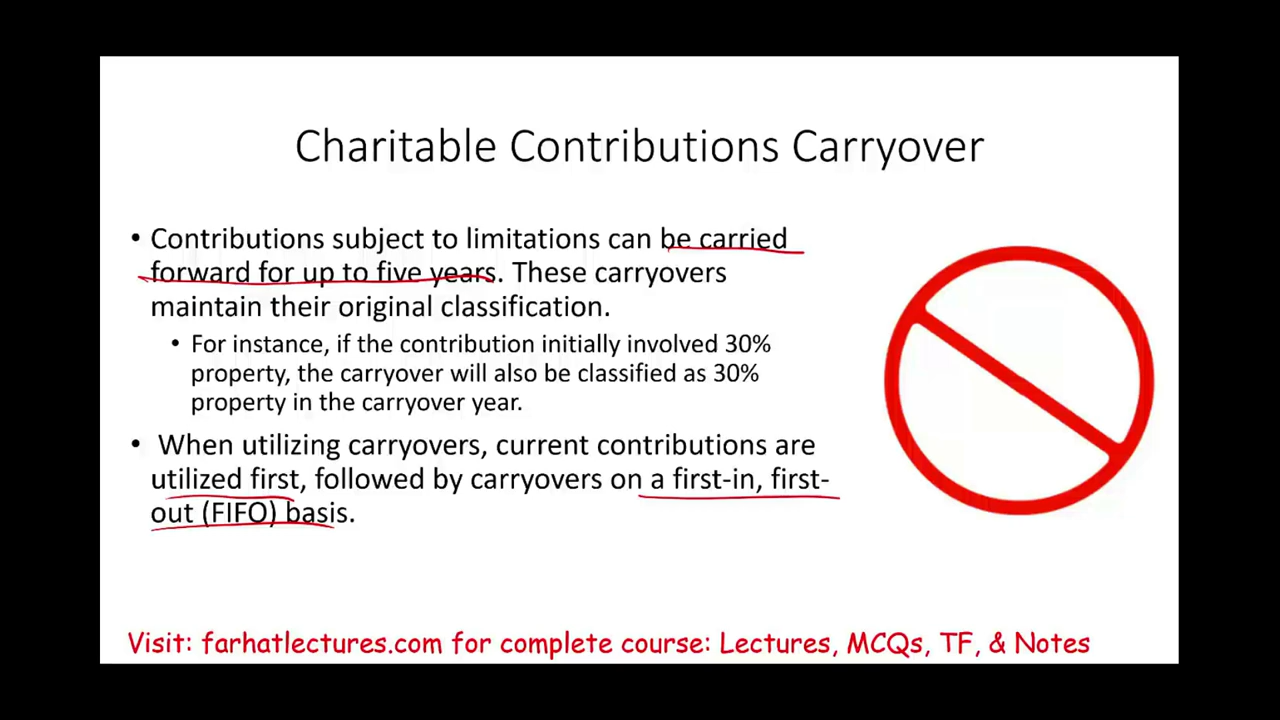 Charitable Contributions Carryover
• Contributions subject to limitations can be carried
forward for up to five years. These carryovers
maintain their original classification.
• For instance, if the contribution initially involved 30%
property, the carryover will also be classified as 30%
property in the carryover year.
• When utilizing carryovers, current contributions are
utilized first, followed by carryovers on a first-in, first-
out (FIFO) basis.
Visit: farhatlectures.com for complete course: Lectures, MCQs, TF, & Notes